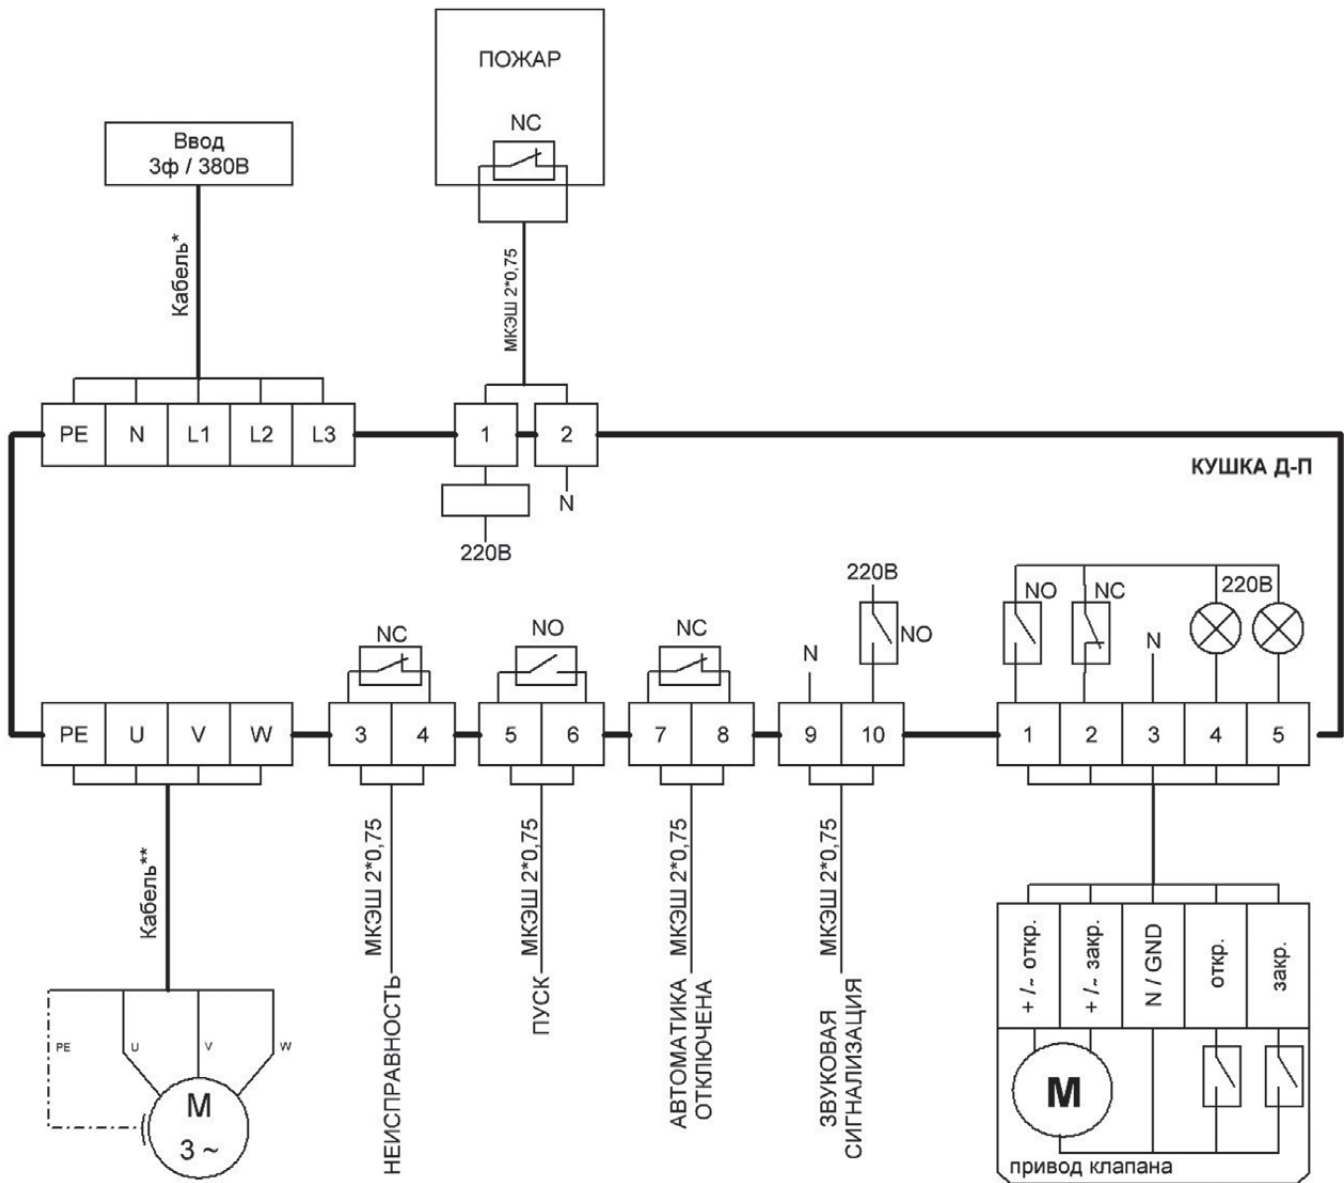 ПОЖАР
NC
Ввод
3ф / 380В
Кабель*
МКЭШ 2*0,75
PE N L1 L2 L3
1 2
КУШКА Д-П
N
220В
220В
NO
NC
220В
NC
NO
NC
N
NO
N
PE U V W
3 4
5 6
7 8
9 10
1 2 3 4 5
Кабель**
МКЭШ 2*0,75
НЕИСПРАВНОСТЬ
МКЭШ 2*0,75
ПУСК
МКЭШ 2*0,75
АВТОМАТИКА
ОТКЛЮЧЕНА
МКЭШ 2*0,75
ЗВУКОВАЯ
СИГНАЛИЗАЦИЯ
+ /~ откр.
+ /~ закр.
N / GND
откр.
закр.
PE U V W
M
3 ~
M
привод клапана